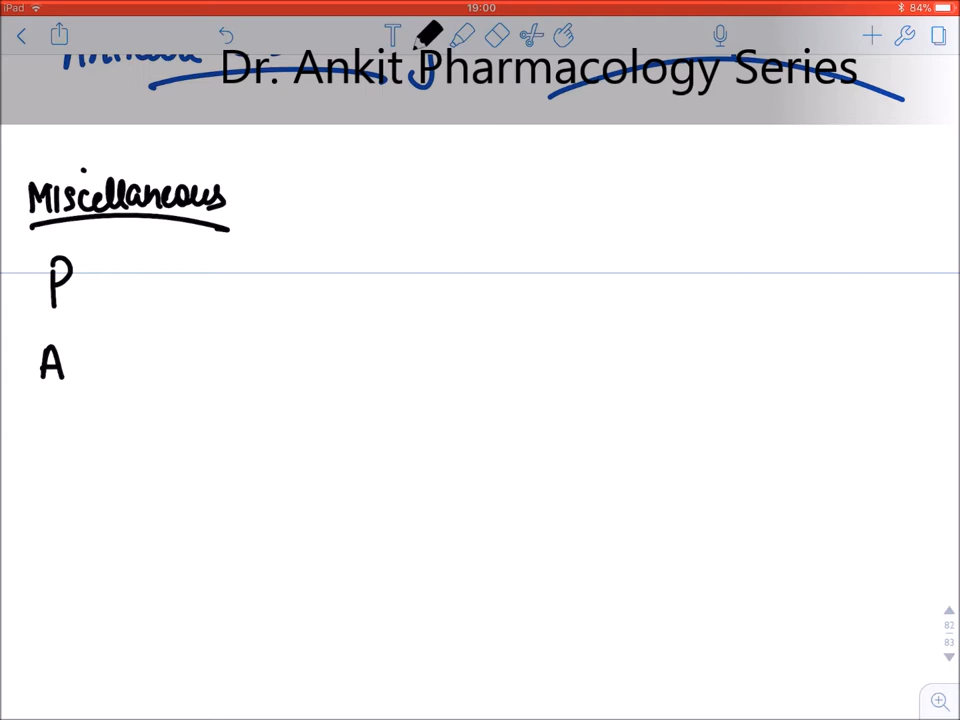 iPad 19:00 84%
T
Dr. Ankit Pharmacology Series
Miscellaneous
P
A
82
83